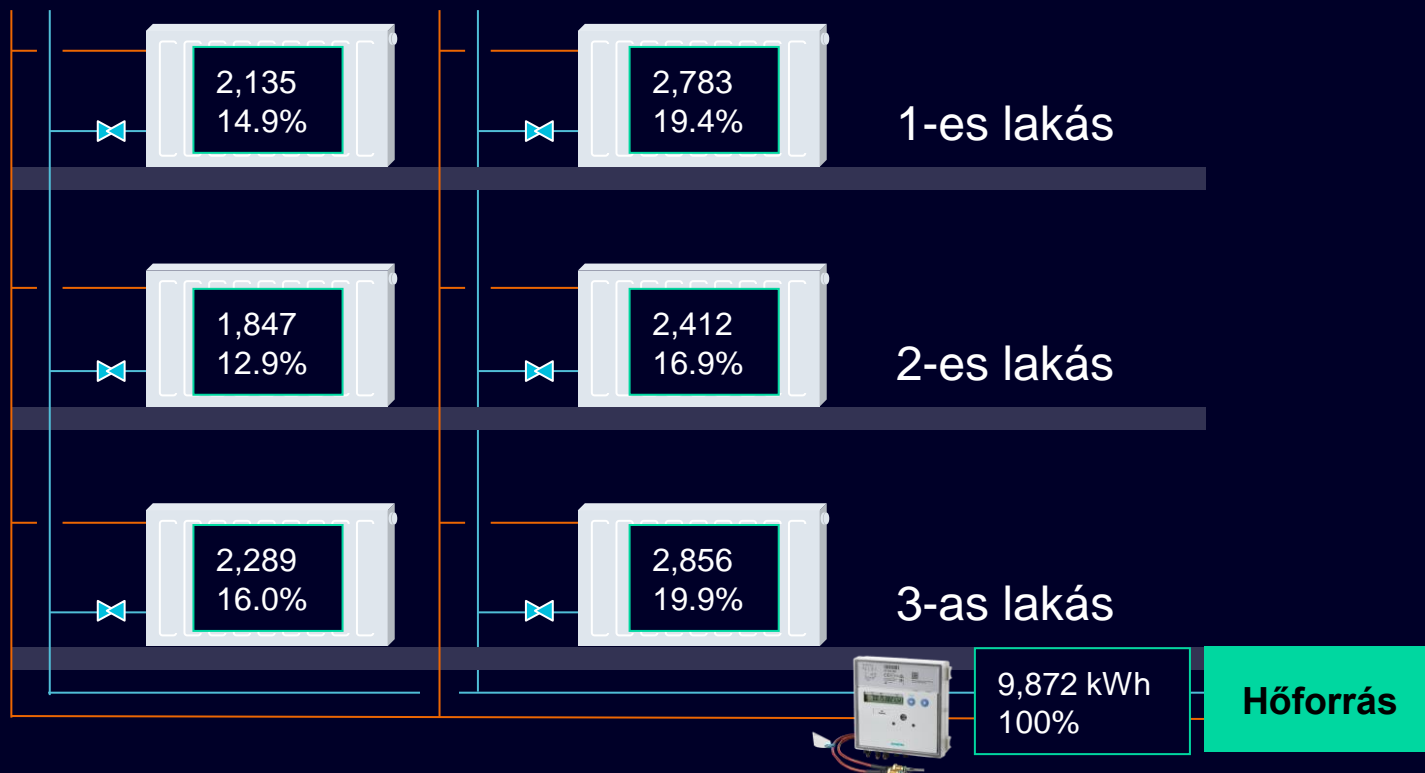 2,135
14.9%
2,783
19.4%
1-es lakás
1,847
12.9%
2,412
16.9%
2-es lakás
2,289
16.0%
2,856
19.9%
3-as lakás
9,872 kWh
100%
Hőforrás